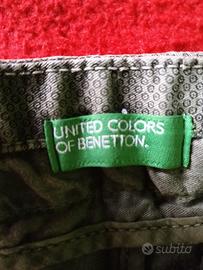 UNITED COLORS
OF BENETTON.
subito